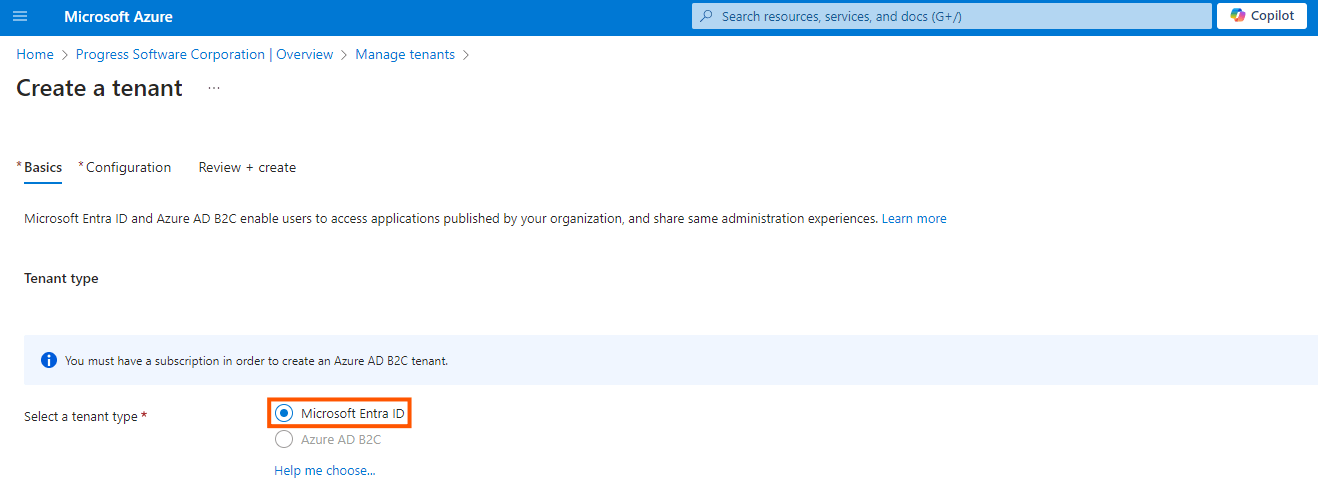 Microsoft Azure
Search resources, services, and docs (G+/)
Copilot
Home > Progress Software Corporation | Overview > Manage tenants >
Create a tenant ...
* Basics * Configuration Review + create
Microsoft Entra ID and Azure AD B2C enable users to access applications published by your organization, and share same administration experiences. Learn more
Tenant type
You must have a subscription in order to create an Azure AD B2C tenant.
Select a tenant type *
Microsoft Entra ID
Azure AD B2C
Help me choose...